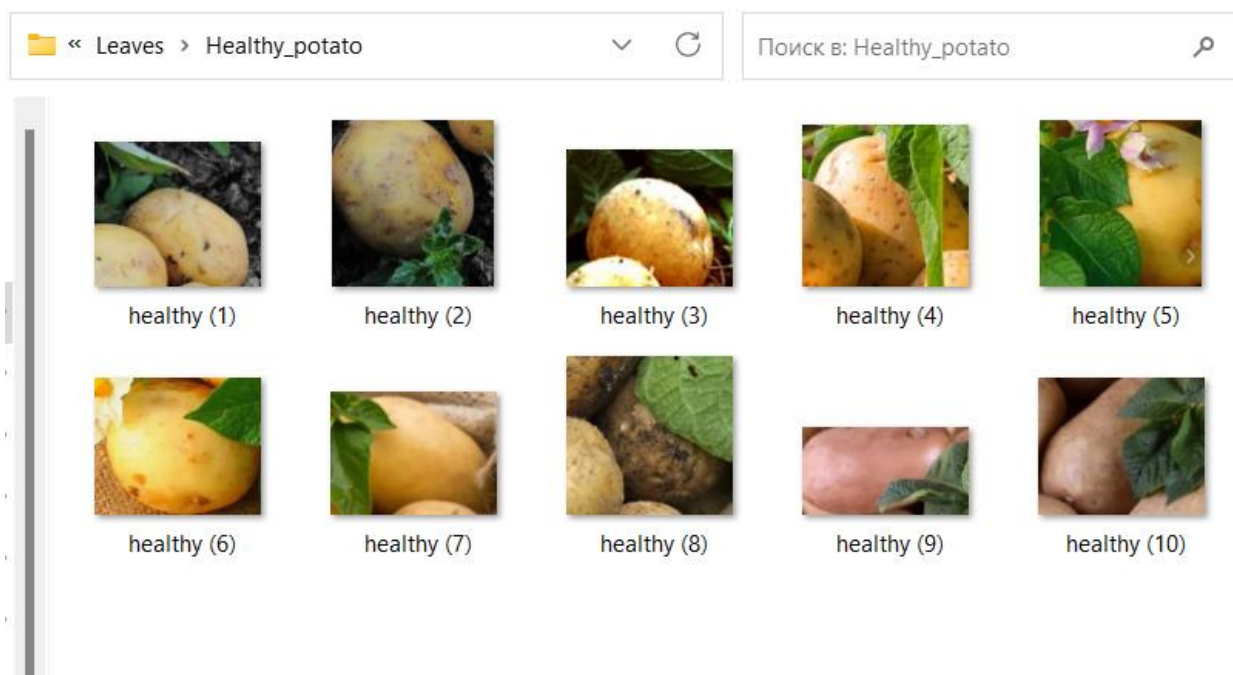 « Leaves > Healthy_potato
Поиск в: Healthy_potato
healthy (1)
healthy (2)
healthy (3)
healthy (4)
healthy (5)
healthy (6)
healthy (7)
healthy (8)
healthy (9)
healthy (10)